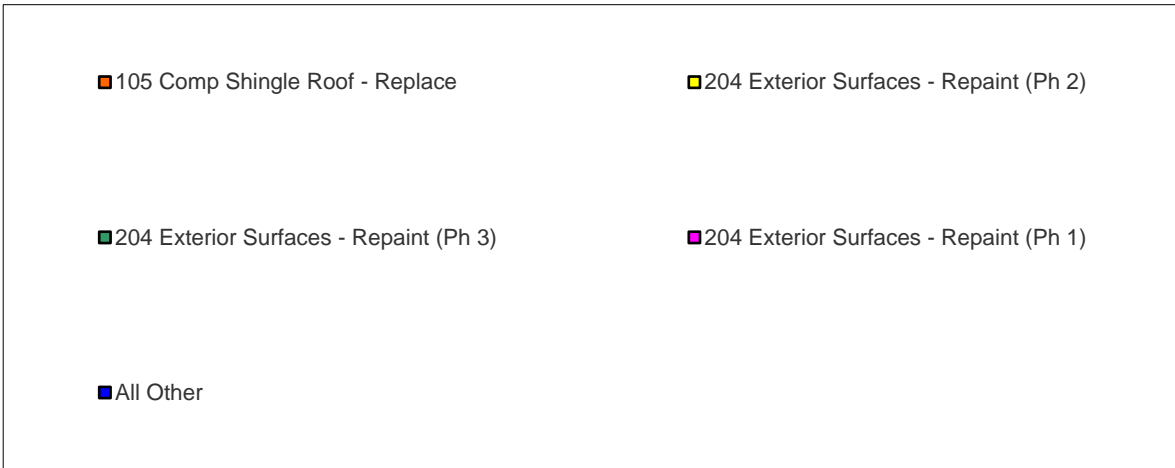 105 Comp Shingle Roof - Replace
204 Exterior Surfaces - Repaint (Ph 2)
204 Exterior Surfaces - Repaint (Ph 3)
204 Exterior Surfaces - Repaint (Ph 1)
All Other